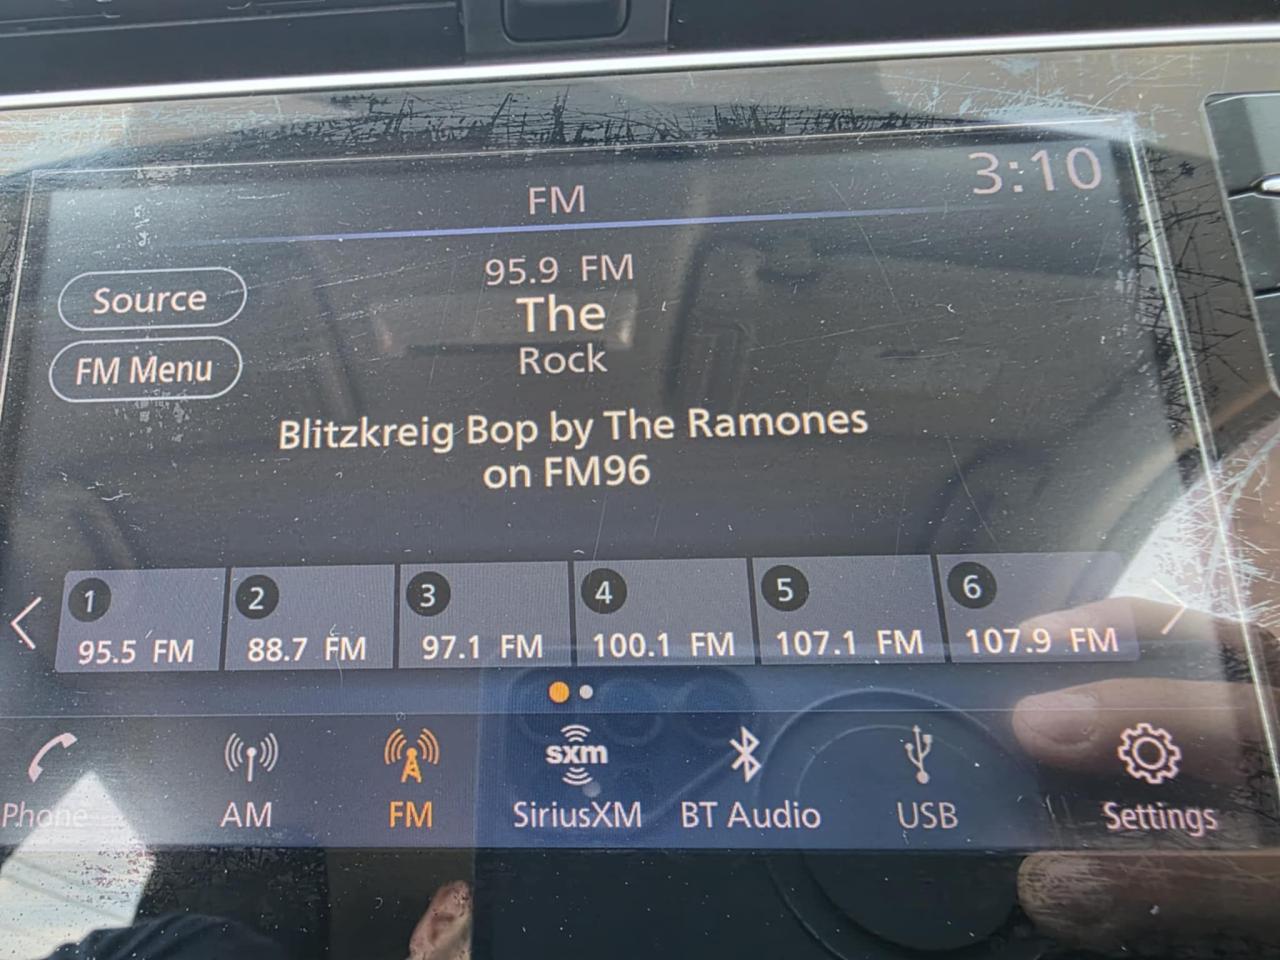 3:10
FM
95.9 FM
Source
The
FM Menu
Rock
Blitzkreig Bop by The Ramones
on FM96
1 2 3 4 5 6
95.5 FM 88.7 FM 97.1 FM 100.1 FM 107.1 FM 107.9 FM
sxm
Phone AM FM SiriusXM BT Audio USB Settings